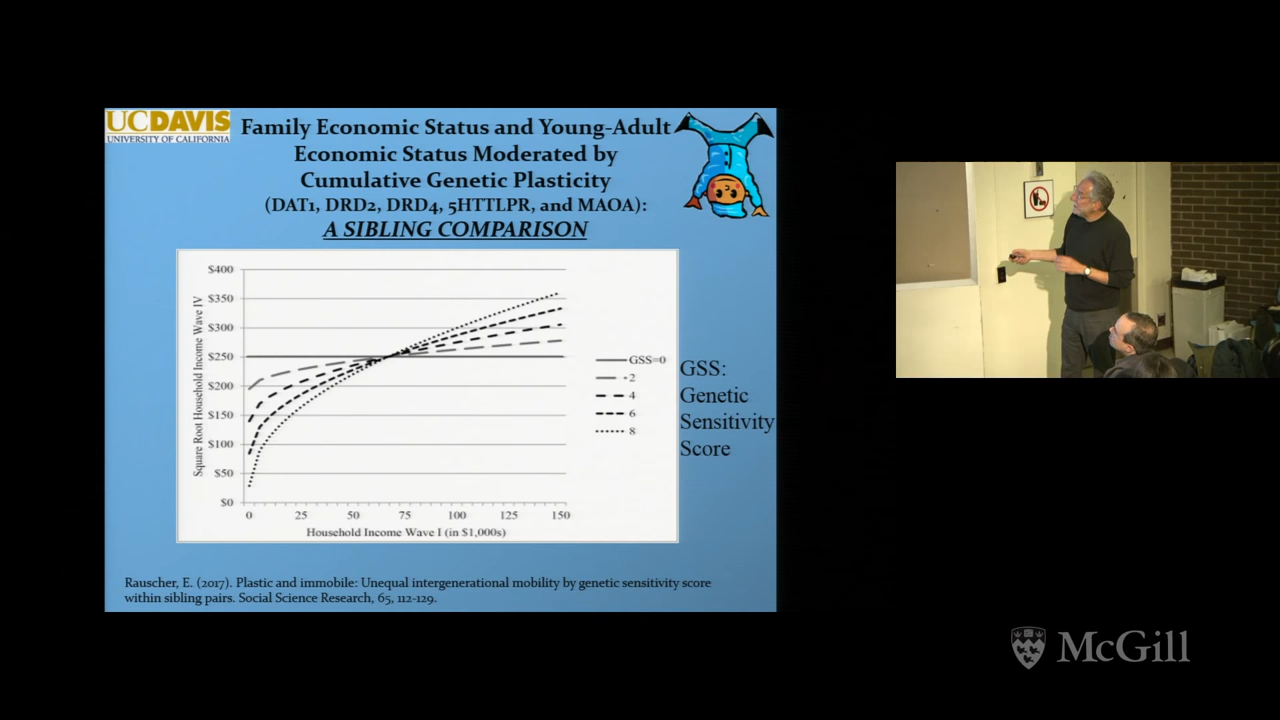 UCDAVIS
UNIVERSITY OF CALIFORNIA
Family Economic Status and Young-Adult
Economic Status Moderated by
Cumulative Genetic Plasticity
(DAT1, DRD2, DRD4, 5HTTLPR, and MAOA):
A SIBLING COMPARISON
Square Root Household Income Wave IV
$400
$350
$300
$250
$200
$150
$100
$50
$0
0 25 50 75 100 125 150
Household Income Wave I (in $1,000s)
GSS=0
2
4
6
8
GSS:
Genetic
Sensitivity
Score
Rauscher, E. (2017). Plastic and immobile: Unequal intergenerational mobility by genetic sensitivity score
within sibling pairs. Social Science Research, 65, 112-129.
McGill